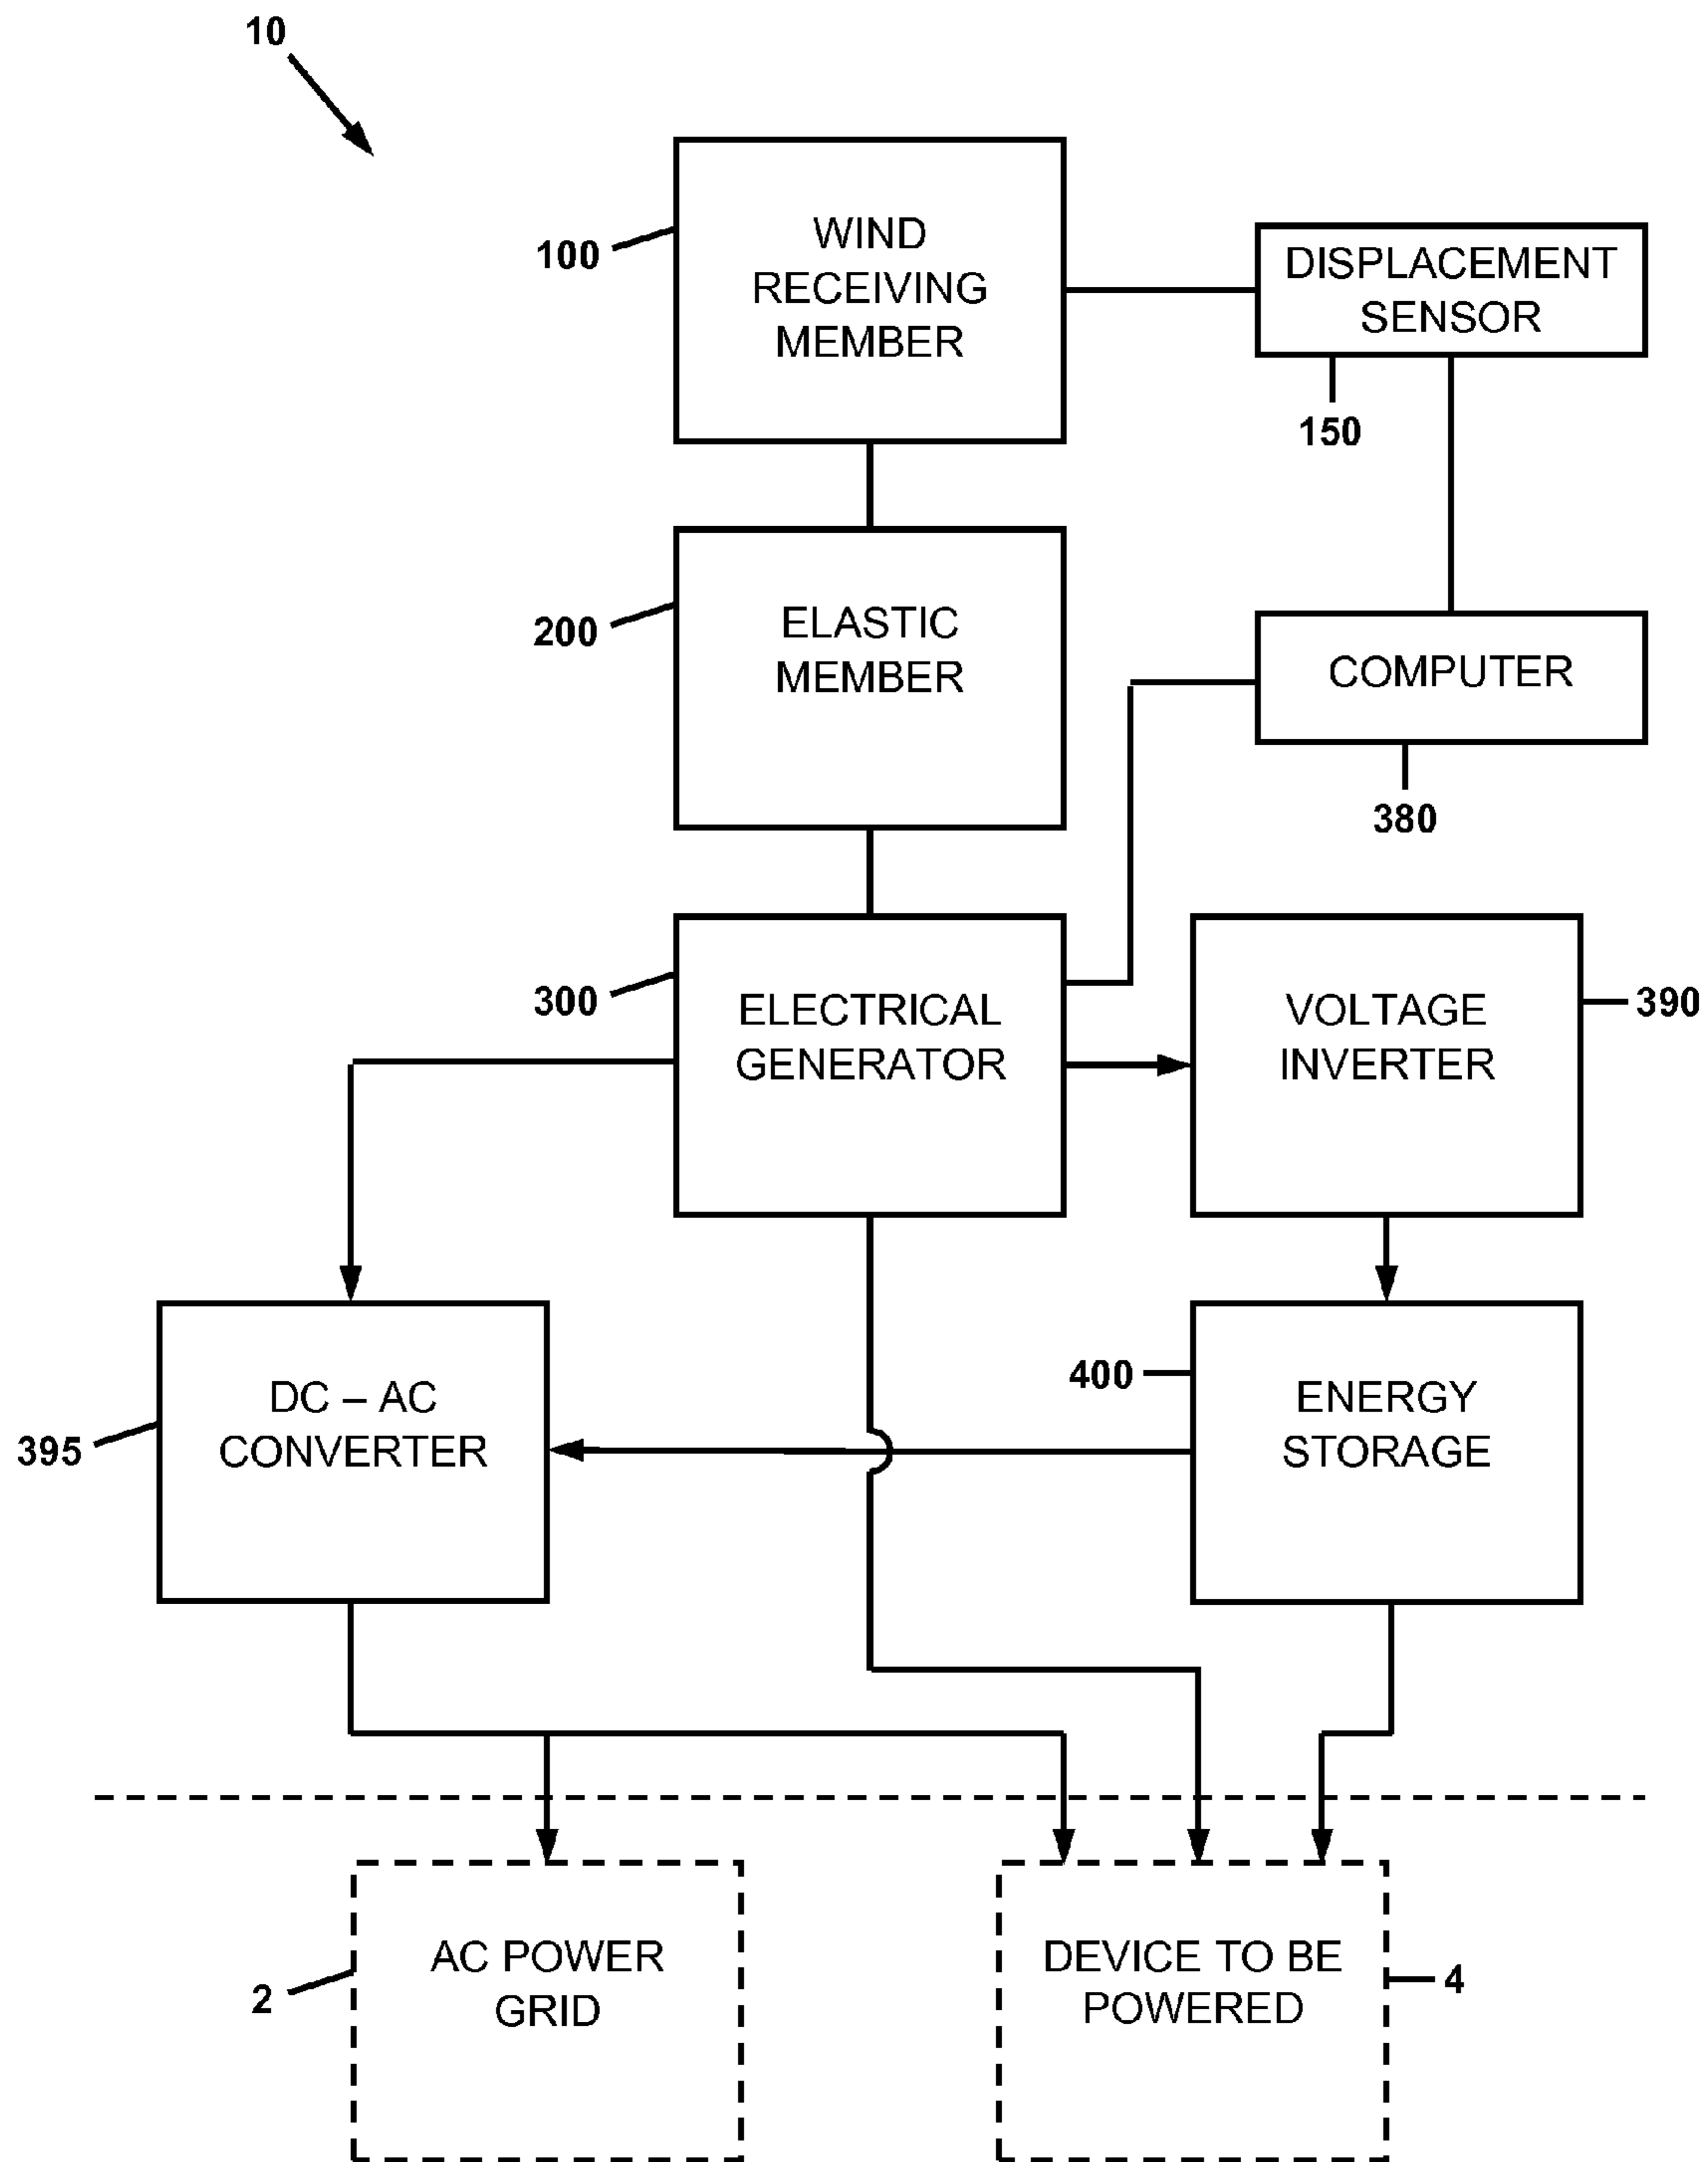 10
WIND
RECEIVING
MEMBER
100
DISPLACEMENT
SENSOR
150
ELASTIC
MEMBER
200
COMPUTER
380
ELECTRICAL
GENERATOR
300
VOLTAGE
INVERTER
390
DC – AC
CONVERTER
395
400
ENERGY
STORAGE
AC POWER
GRID
2
DEVICE TO BE
POWERED
4